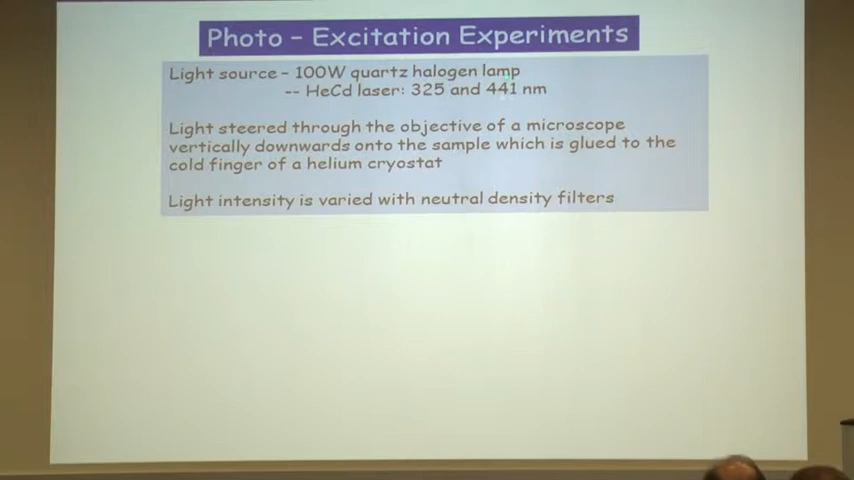 Photo - Excitation Experiments
Light source - 100W quartz halogen lamp
-- HeCd laser: 325 and 441 nm
Light steered through the objective of a microscope
vertically downwards onto the sample which is glued to the
cold finger of a helium cryostat
Light intensity is varied with neutral density filters